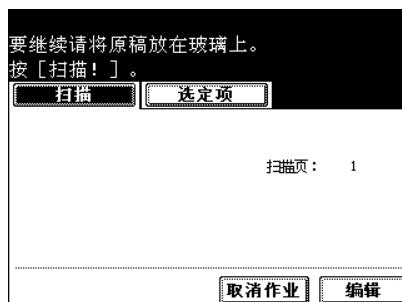 要继续请将原稿放在玻璃上。
按［扫描！］。
扫描 选定项
扫描页： 1
取消作业 编辑